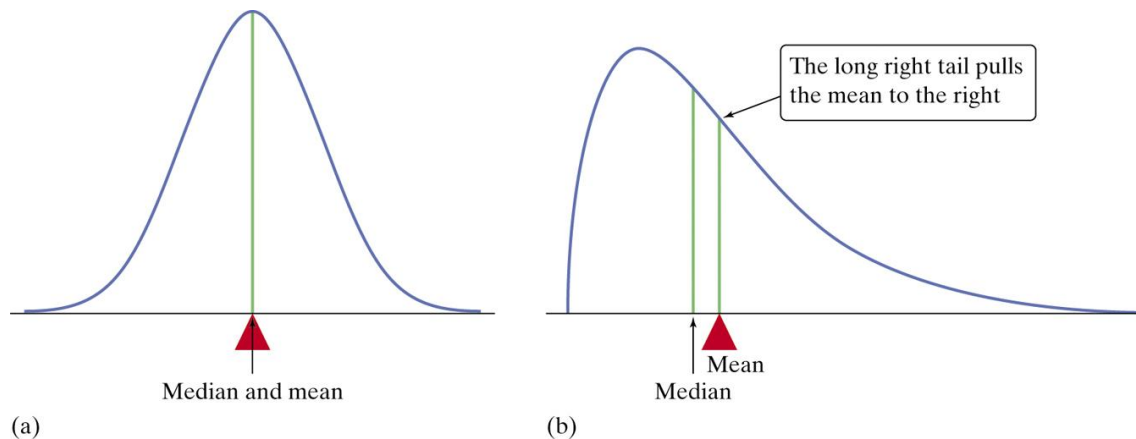 The long right tail pulls
the mean to the right
Median and mean
Mean
Median
(a)
(b)